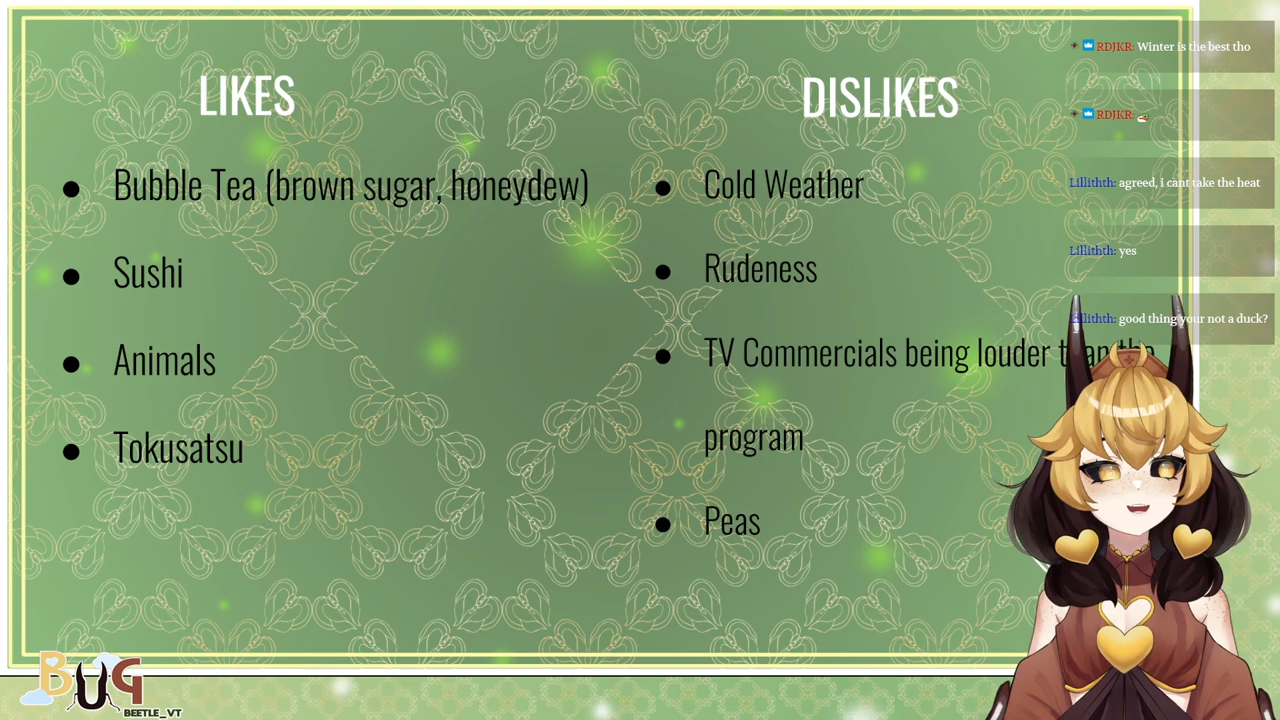 LIKES
Bubble Tea (brown sugar, honeydew)
Sushi
Animals
Tokusatsu
DISLIKES
Cold Weather
Rudeness
TV Commercials being louder than the
program
Peas
RDJKR: Winter is the best tho
RDJKR:
Lillithth: agreed, i cant take the heat
Lillithth: yes
Lillithth: good thing your not a duck?
BUG
BEETLE_VT